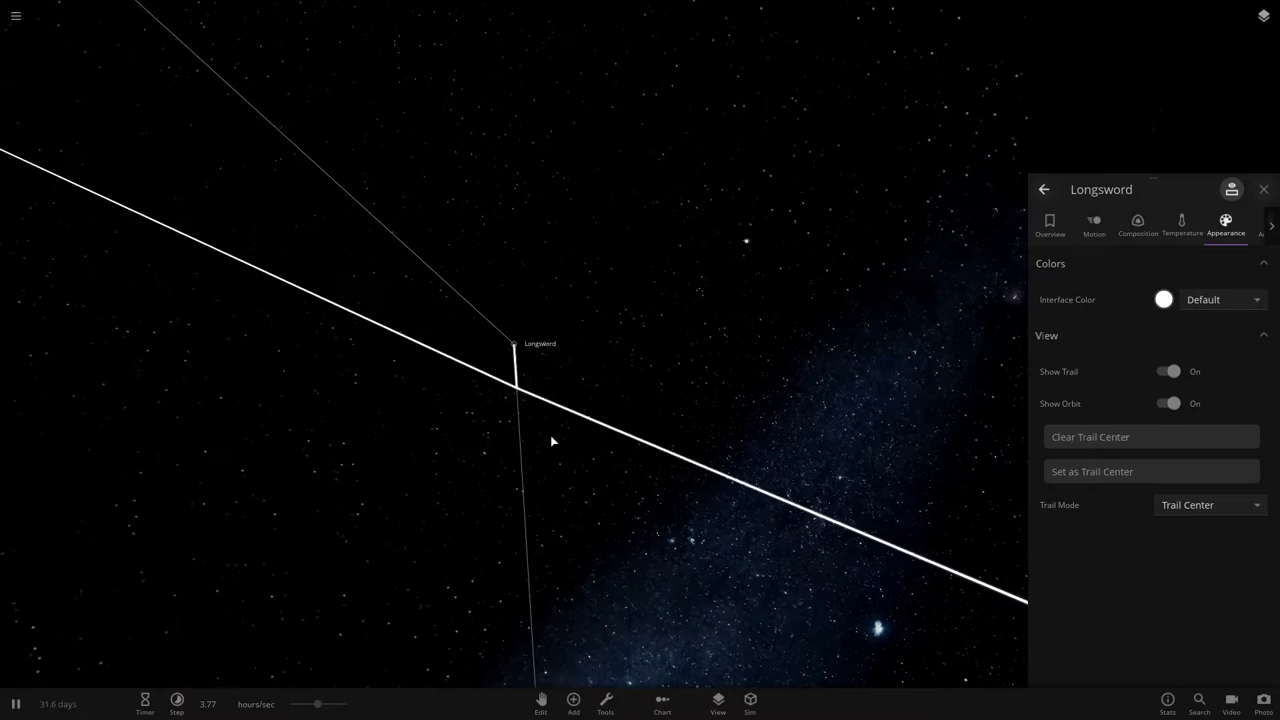 Longsword
Longsword
Overview
Motion
Composition
Temperature
Appearance
Colors
Interface Color
Default
View
Show Trail
On
Show Orbit
On
Clear Trail Center
Set as Trail Center
Trail Mode
Trail Center
31.6 days
Timer
Step
3.77
hours/sec
Edit
Add
Tools
Chart
View
Sim
Stats
Search
Video
Photo